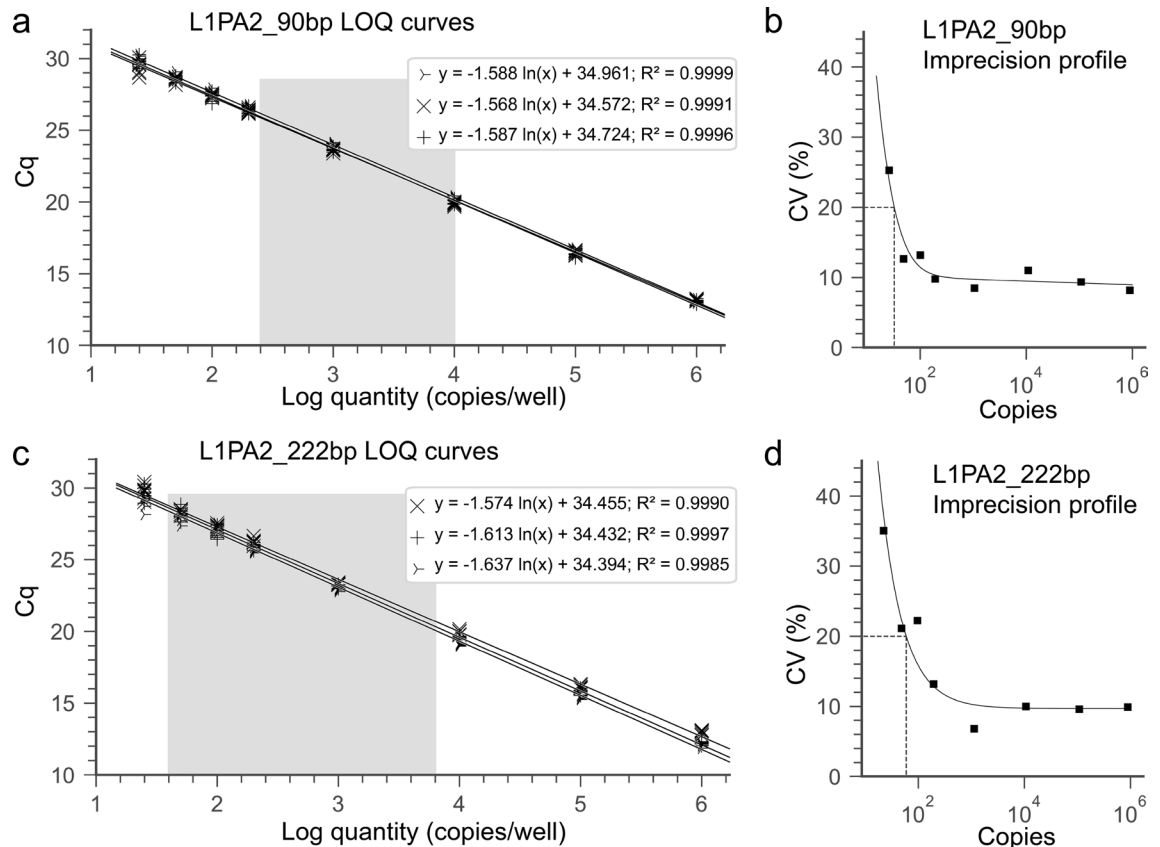 a
L1PA2_90bp LOQ curves
y = -1.588 ln(x) + 34.961; R² = 0.9999
y = -1.568 ln(x) + 34.572; R² = 0.9991
y = -1.587 ln(x) + 34.724; R² = 0.9996
Cq
30
25
20
15
10
1 2 3 4 5 6
Log quantity (copies/well)
b
L1PA2_90bp
Imprecision profile
CV (%)
40
30
20
10
0
10² 10⁴ 10⁶
Copies
c
L1PA2_222bp LOQ curves
y = -1.574 ln(x) + 34.455; R² = 0.9990
y = -1.613 ln(x) + 34.432; R² = 0.9997
y = -1.637 ln(x) + 34.394; R² = 0.9985
Cq
30
25
20
15
10
1 2 3 4 5 6
Log quantity (copies/well)
d
L1PA2_222bp
Imprecision profile
CV (%)
40
30
20
10
0
10² 10⁴ 10⁶
Copies